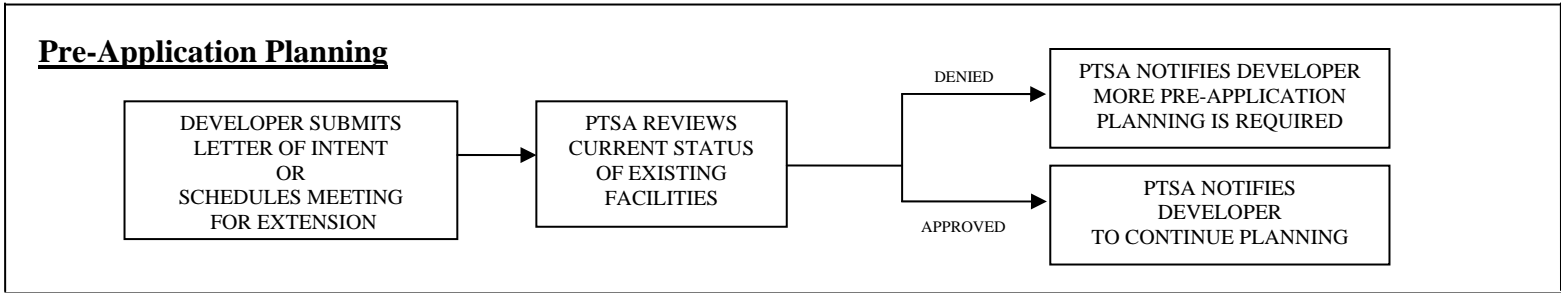 Pre-Application Planning
DEVELOPER SUBMITS
LETTER OF INTENT
OR
SCHEDULES MEETING
FOR EXTENSION
PTSA REVIEWS
CURRENT STATUS
OF EXISTING
FACILITIES
DENIED
PTSA NOTIFIES DEVELOPER
MORE PRE-APPLICATION
PLANNING IS REQUIRED
APPROVED
PTSA NOTIFIES
DEVELOPER
TO CONTINUE PLANNING